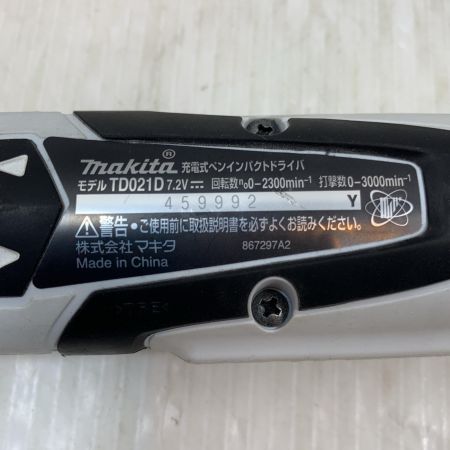 makita® 充電式ペンインパクトドライバ
モデル TD021D 7.2V⎓ 回転数n₀0-2300min⁻¹ 打撃数0-3000min⁻¹
459992 Y
⚠警告・ご使用前に取扱説明書を必ずよくお読みください。
株式会社マキタ 867297A2
Made in China
>TPE<